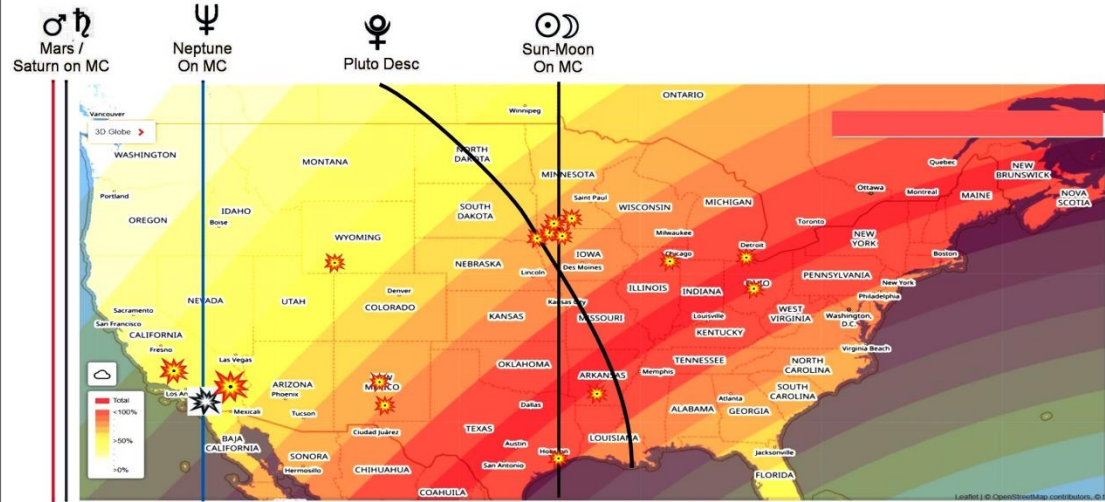 ♂ ♄
Mars /
Saturn on MC
♆
Neptune
On MC
Pluto Desc
☉☽
Sun-Moon
On MC
Vancouver
3D Globe >
WASHINGTON
Portland
OREGON
IDAHO
Boise
MONTANA
WYOMING
NEVADA
UTAH
Sacramento
San Francisco
CALIFORNIA
Fresno
Las Vegas
Los An
ARIZONA
Phoenix
Tucson
Mexicali
BAJA
CALIFORNIA
SONORA
Hermosillo
Denver
COLORADO
NEW
MEXICO
Ciudad Juárez
CHIHUAHUA
COAHUILA
Winnipeg
ONTARIO
NORTH
DAKOTA
SOUTH
DAKOTA
MINNESOTA
Saint Paul
WISCONSIN
MICHIGAN
NEBRASKA
Lincoln
IOWA
Des Moines
KANSAS
Kansas City
MISSOURI
OKLAHOMA
ARKANSAS
Memphis
Dallas
TEXAS
Austin
San Antonio
LOUISIANA
Milwaukee
Chicago
Detroit
ILLINOIS
INDIANA
Louisville
KENTUCKY
TENNESSEE
ALABAMA
Atlanta
GEORGIA
Jacksonville
FLORIDA
NORTH
CAROLINA
SOUTH
CAROLINA
WEST
VIRGINIA
Virginia Beach
Washington,
D.C.
Philadelphia
New York
PENNSYLVANIA
NEW
YORK
Toronto
Ottawa
Montreal
Quebec
Boston
MAINE
NEW
BRUNSWICK
NOVA
SCOTIA
Total
<100%
>50%
>0%
Leaflet | © OpenStreetMap contributors, ©